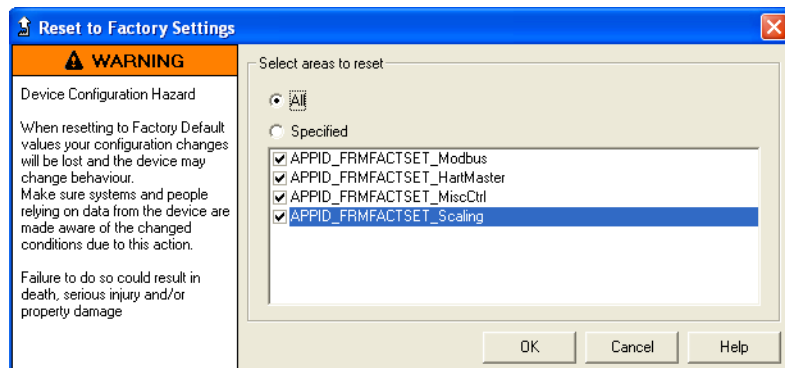 Reset to Factory Settings
WARNING
Device Configuration Hazard
When resetting to Factory Default
values your configuration changes
will be lost and the device may
change behaviour.
Make sure systems and people
relying on data from the device are
made aware of the changed
conditions due to this action.
Failure to do so could result in
death, serious injury and/or
property damage
Select areas to reset
All
Specified
APPID_FRMFACTSET_Modbus
APPID_FRMFACTSET_HartMaster
APPID_FRMFACTSET_MiscCtrl
APPID_FRMFACTSET_Scaling
OK Cancel Help